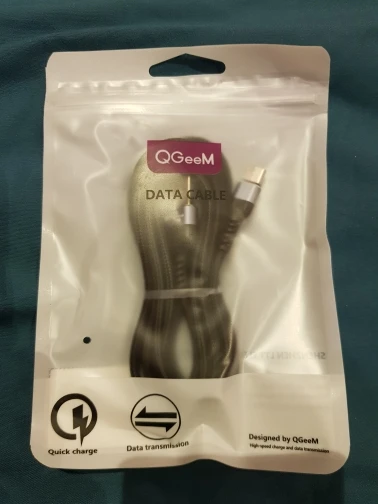 QGeeM
DATA CABLE
Quick charge
Data transmission
Designed by QGeeM
High-speed charge and data transmission